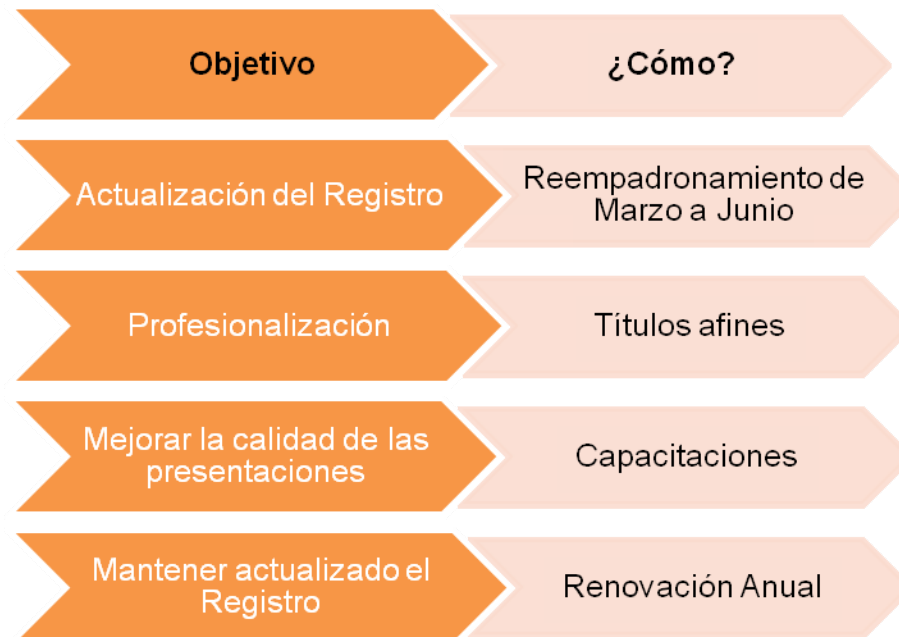 Objetivo
¿Cómo?
Actualización del Registro
Reempadronamiento de
Marzo a Junio
Profesionalización
Títulos afines
Mejorar la calidad de las
presentaciones
Capacitaciones
Mantener actualizado el
Registro
Renovación Anual